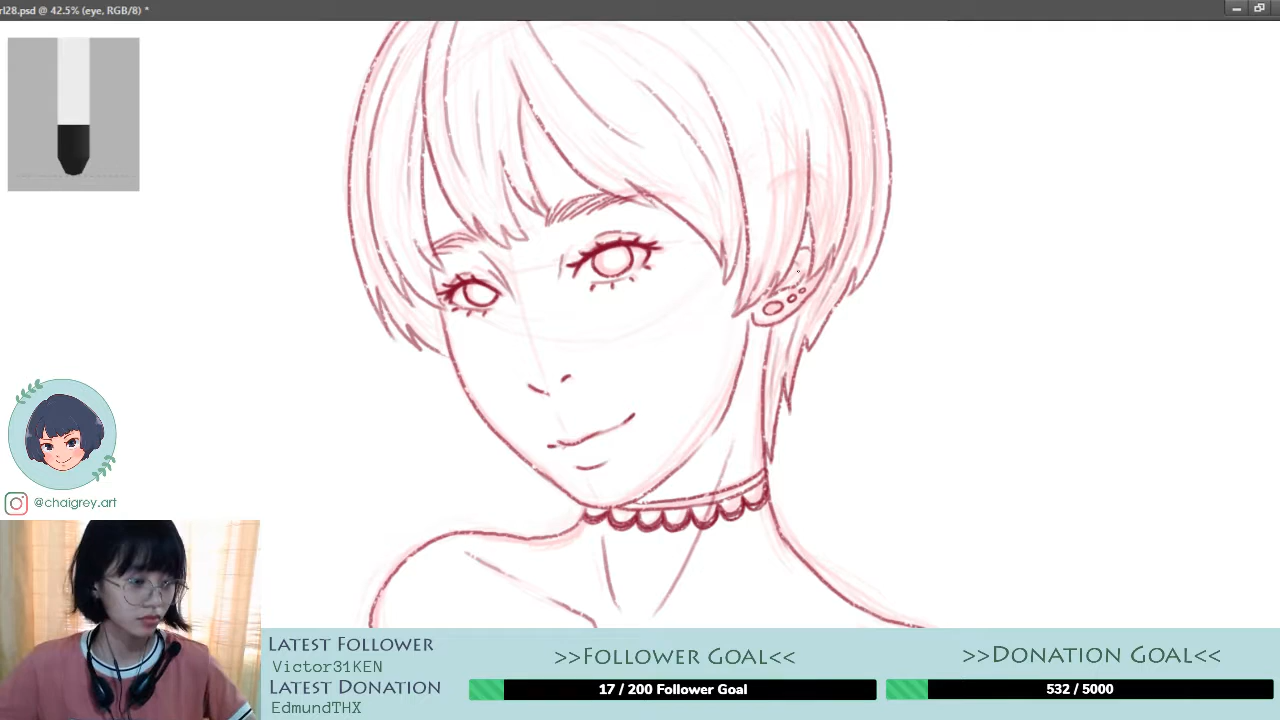 rl28.psd @ 42.5% (eye, RGB/8) *
@chaigrey.art
Latest Follower
Victor31KEN
Latest Donation
EdmundTHX
>>Follower Goal<<
17 / 200 Follower Goal
>>Donation Goal<<
532 / 5000